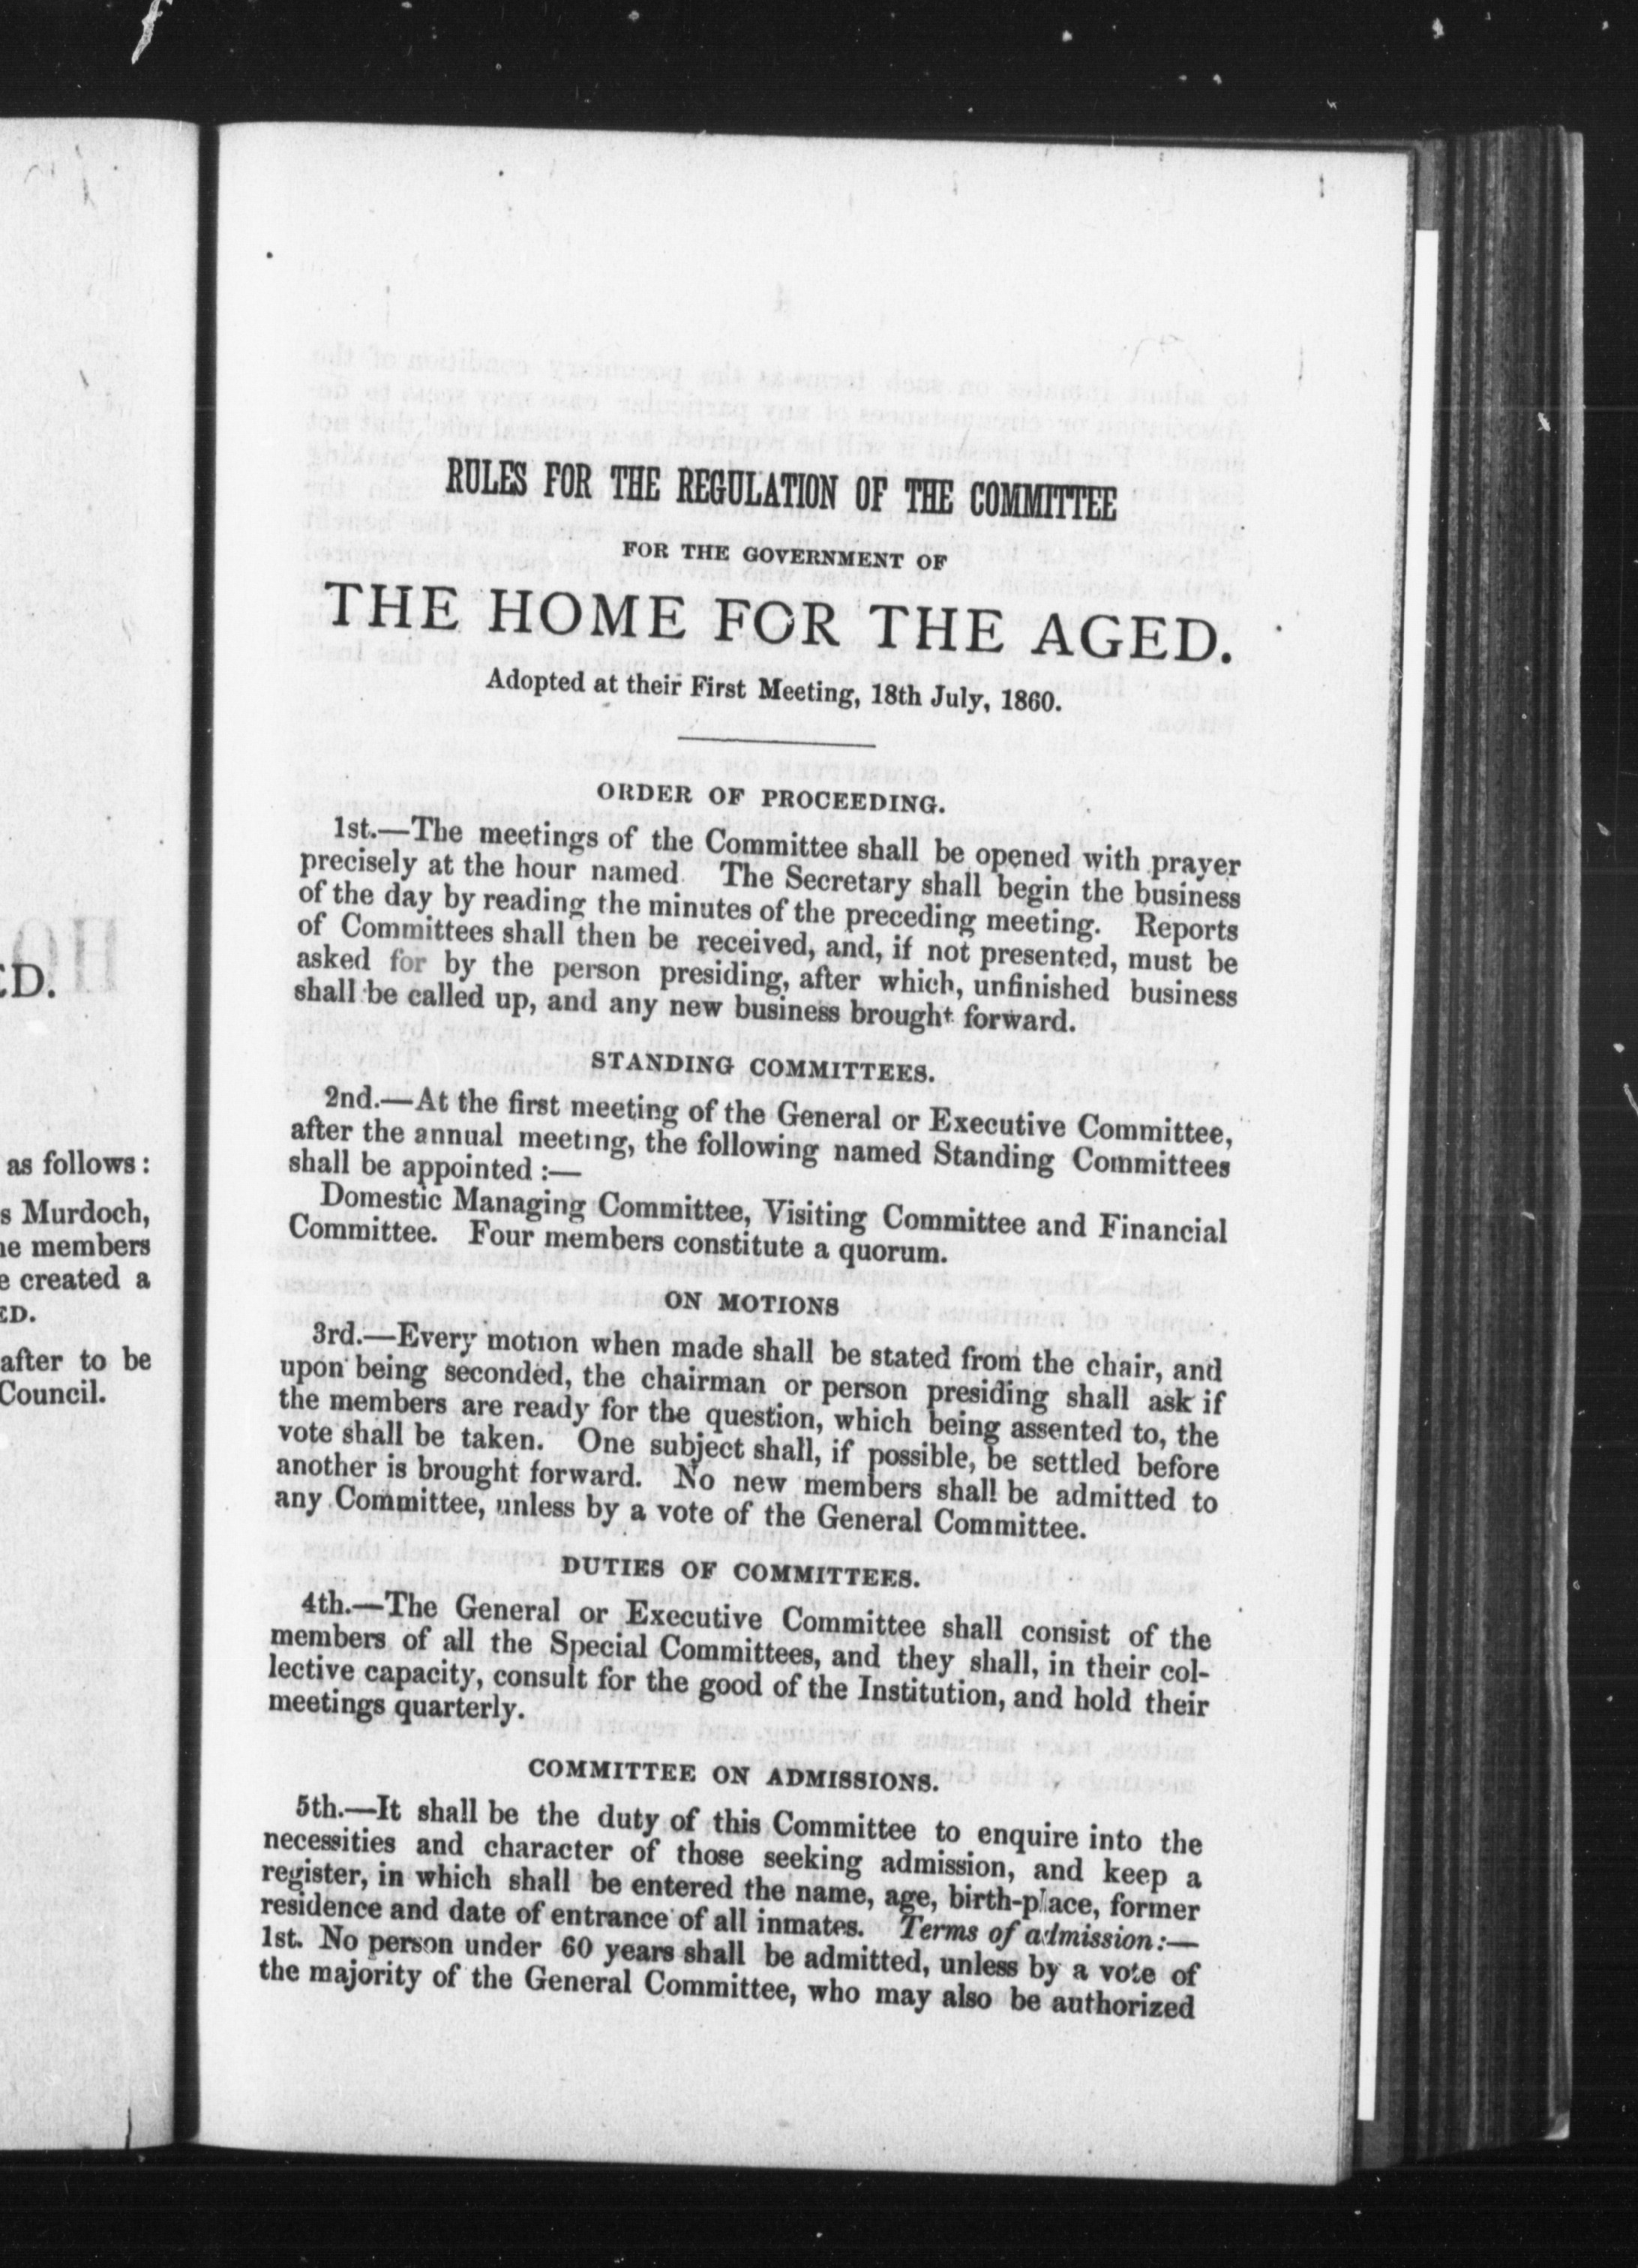 ED.
as follows:
s Murdoch,
e members
e created a
ED.
after to be
Council.
RULES FOR THE REGULATION OF THE COMMITTEE
FOR THE GOVERNMENT OF
THE HOME FOR THE AGED.
Adopted at their First Meeting, 18th July, 1860.
ORDER OF PROCEEDING.
1st.—The meetings of the Committee shall be opened with prayer
precisely at the hour named. The Secretary shall begin the business
of the day by reading the minutes of the preceding meeting. Reports
of Committees shall then be received, and, if not presented, must be
asked for by the person presiding, after which, unfinished business
shall be called up, and any new business brought forward.
STANDING COMMITTEES.
2nd.—At the first meeting of the General or Executive Committee,
after the annual meeting, the following named Standing Committees
shall be appointed :—
Domestic Managing Committee, Visiting Committee and Financial
Committee. Four members constitute a quorum.
ON MOTIONS
3rd.—Every motion when made shall be stated from the chair, and
upon being seconded, the chairman or person presiding shall ask if
the members are ready for the question, which being assented to, the
vote shall be taken. One subject shall, if possible, be settled before
another is brought forward. No new members shall be admitted to
any Committee, unless by a vote of the General Committee.
DUTIES OF COMMITTEES.
4th.—The General or Executive Committee shall consist of the
members of all the Special Committees, and they shall, in their col-
lective capacity, consult for the good of the Institution, and hold their
meetings quarterly.
COMMITTEE ON ADMISSIONS.
5th.—It shall be the duty of this Committee to enquire into the
necessities and character of those seeking admission, and keep a
register, in which shall be entered the name, age, birth-place, former
residence and date of entrance of all inmates. Terms of admission:—
1st. No person under 60 years shall be admitted, unless by a vote of
the majority of the General Committee, who may also be authorized